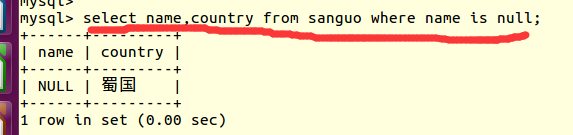 mysql>
mysql> select name,country from sanguo where name is null;
+------+---------+
| name | country |
+------+---------+
| NULL | 蜀国    |
+------+---------+
1 row in set (0.00 sec)